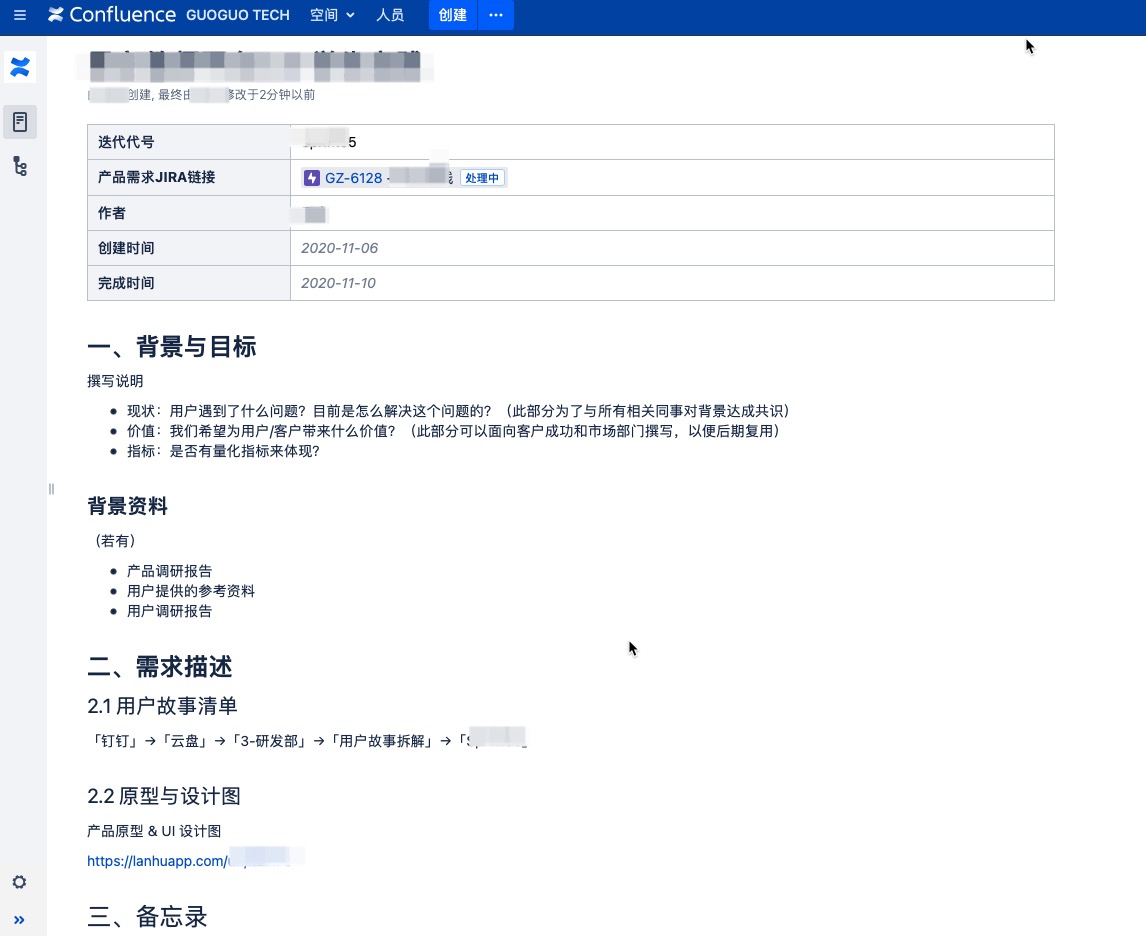 Confluence GUOGUO TECH 空间 人员 创建 ···
创建, 最终由 修改于2分钟以前
迭代代号 5
产品需求JIRA链接 GZ-6128 - 处理中
作者
创建时间 2020-11-06
完成时间 2020-11-10
一、背景与目标
撰写说明
现状：用户遇到了什么问题？目前是怎么解决这个问题的？（此部分为了与所有相关同事对背景达成共识）
价值：我们希望为用户/客户带来什么价值？（此部分可以面向客户成功和市场部门撰写，以便后期复用）
指标：是否有量化指标来体现？
背景资料
（若有）
产品调研报告
用户提供的参考资料
用户调研报告
二、需求描述
2.1 用户故事清单
「钉钉」→「云盘」→「3-研发部」→「用户故事拆解」→「
2.2 原型与设计图
产品原型 & UI 设计图
https://lanhuapp.com/
三、备忘录